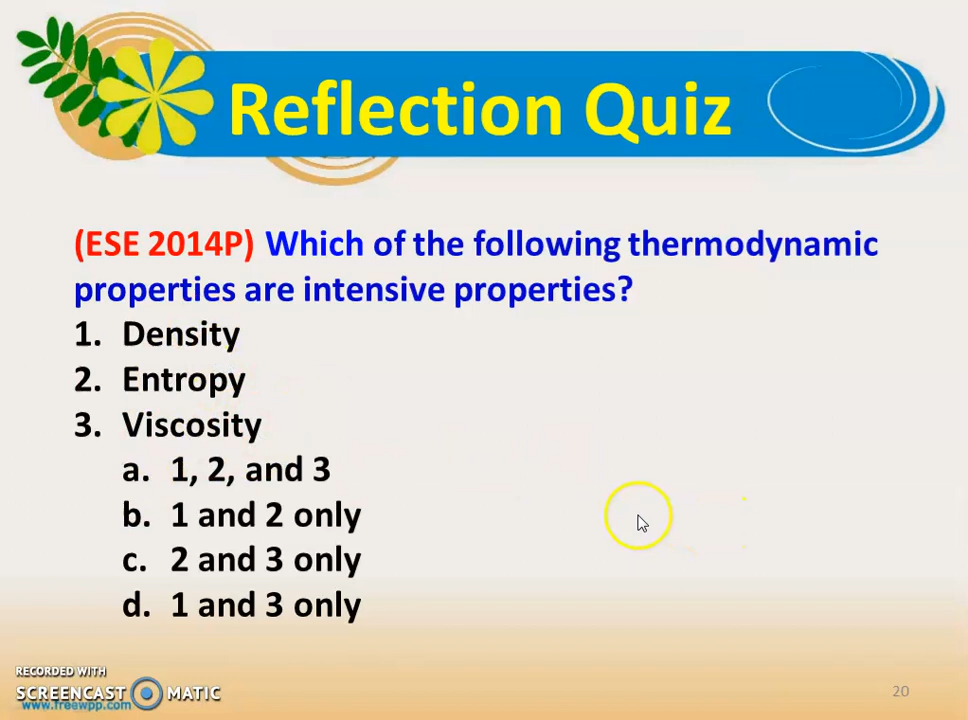 Reflection Quiz
(ESE 2014P) Which of the following thermodynamic
properties are intensive properties?
1. Density
2. Entropy
3. Viscosity
a. 1, 2, and 3
b. 1 and 2 only
c. 2 and 3 only
d. 1 and 3 only
RECORDED WITH
SCREENCAST MATIC
www.freewpp.com
20